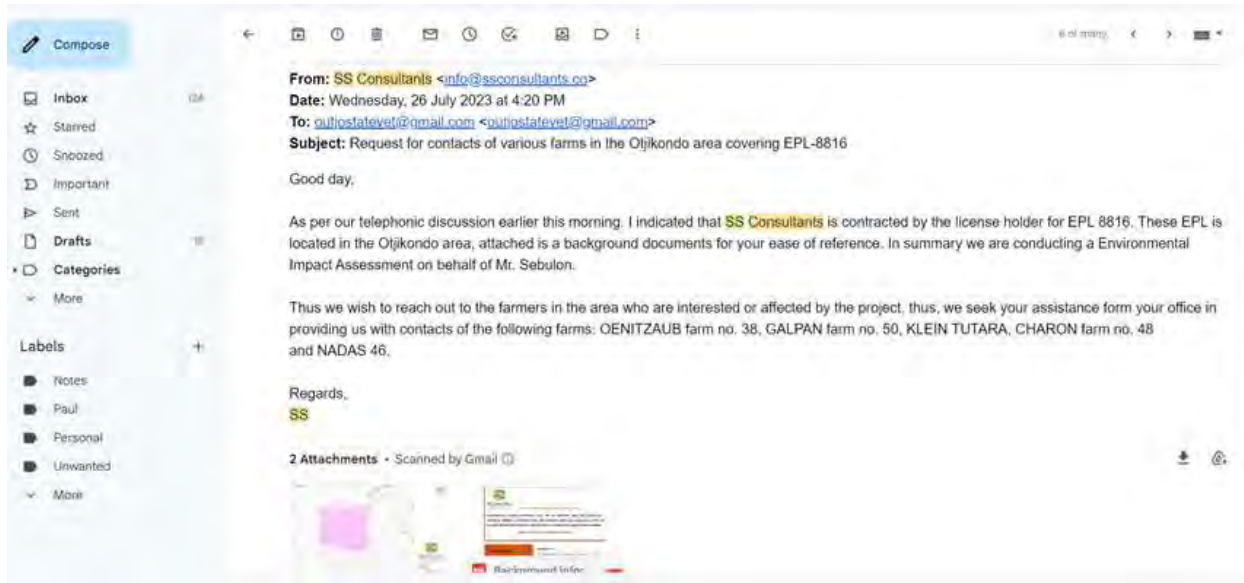 Compose
6 of many
Inbox
Starred
Snoozed
Important
Sent
Drafts
Categories
More
Labels
+
Notes
Paul
Personal
Unwanted
More
From: SS Consultants <info@ssconsultants.co>
Date: Wednesday, 26 July 2023 at 4:20 PM
To: outjostatevet@gmail.com <outjostatevet@gmail.com>
Subject: Request for contacts of various farms in the Otjikondo area covering EPL-8816
Good day,
As per our telephonic discussion earlier this morning. I indicated that SS Consultants is contracted by the license holder for EPL 8816. These EPL is
located in the Otjikondo area, attached is a background documents for your ease of reference. In summary we are conducting a Environmental
Impact Assessment on behalf of Mr. Sebulon.
Thus we wish to reach out to the farmers in the area who are interested or affected by the project, thus, we seek your assistance form your office in
providing us with contacts of the following farms: OENITZAUB farm no. 38, GALPAN farm no. 50, KLEIN TUTARA, CHARON farm no. 48
and NADAS 46.
Regards,
SS
2 Attachments • Scanned by Gmail
Background Infor